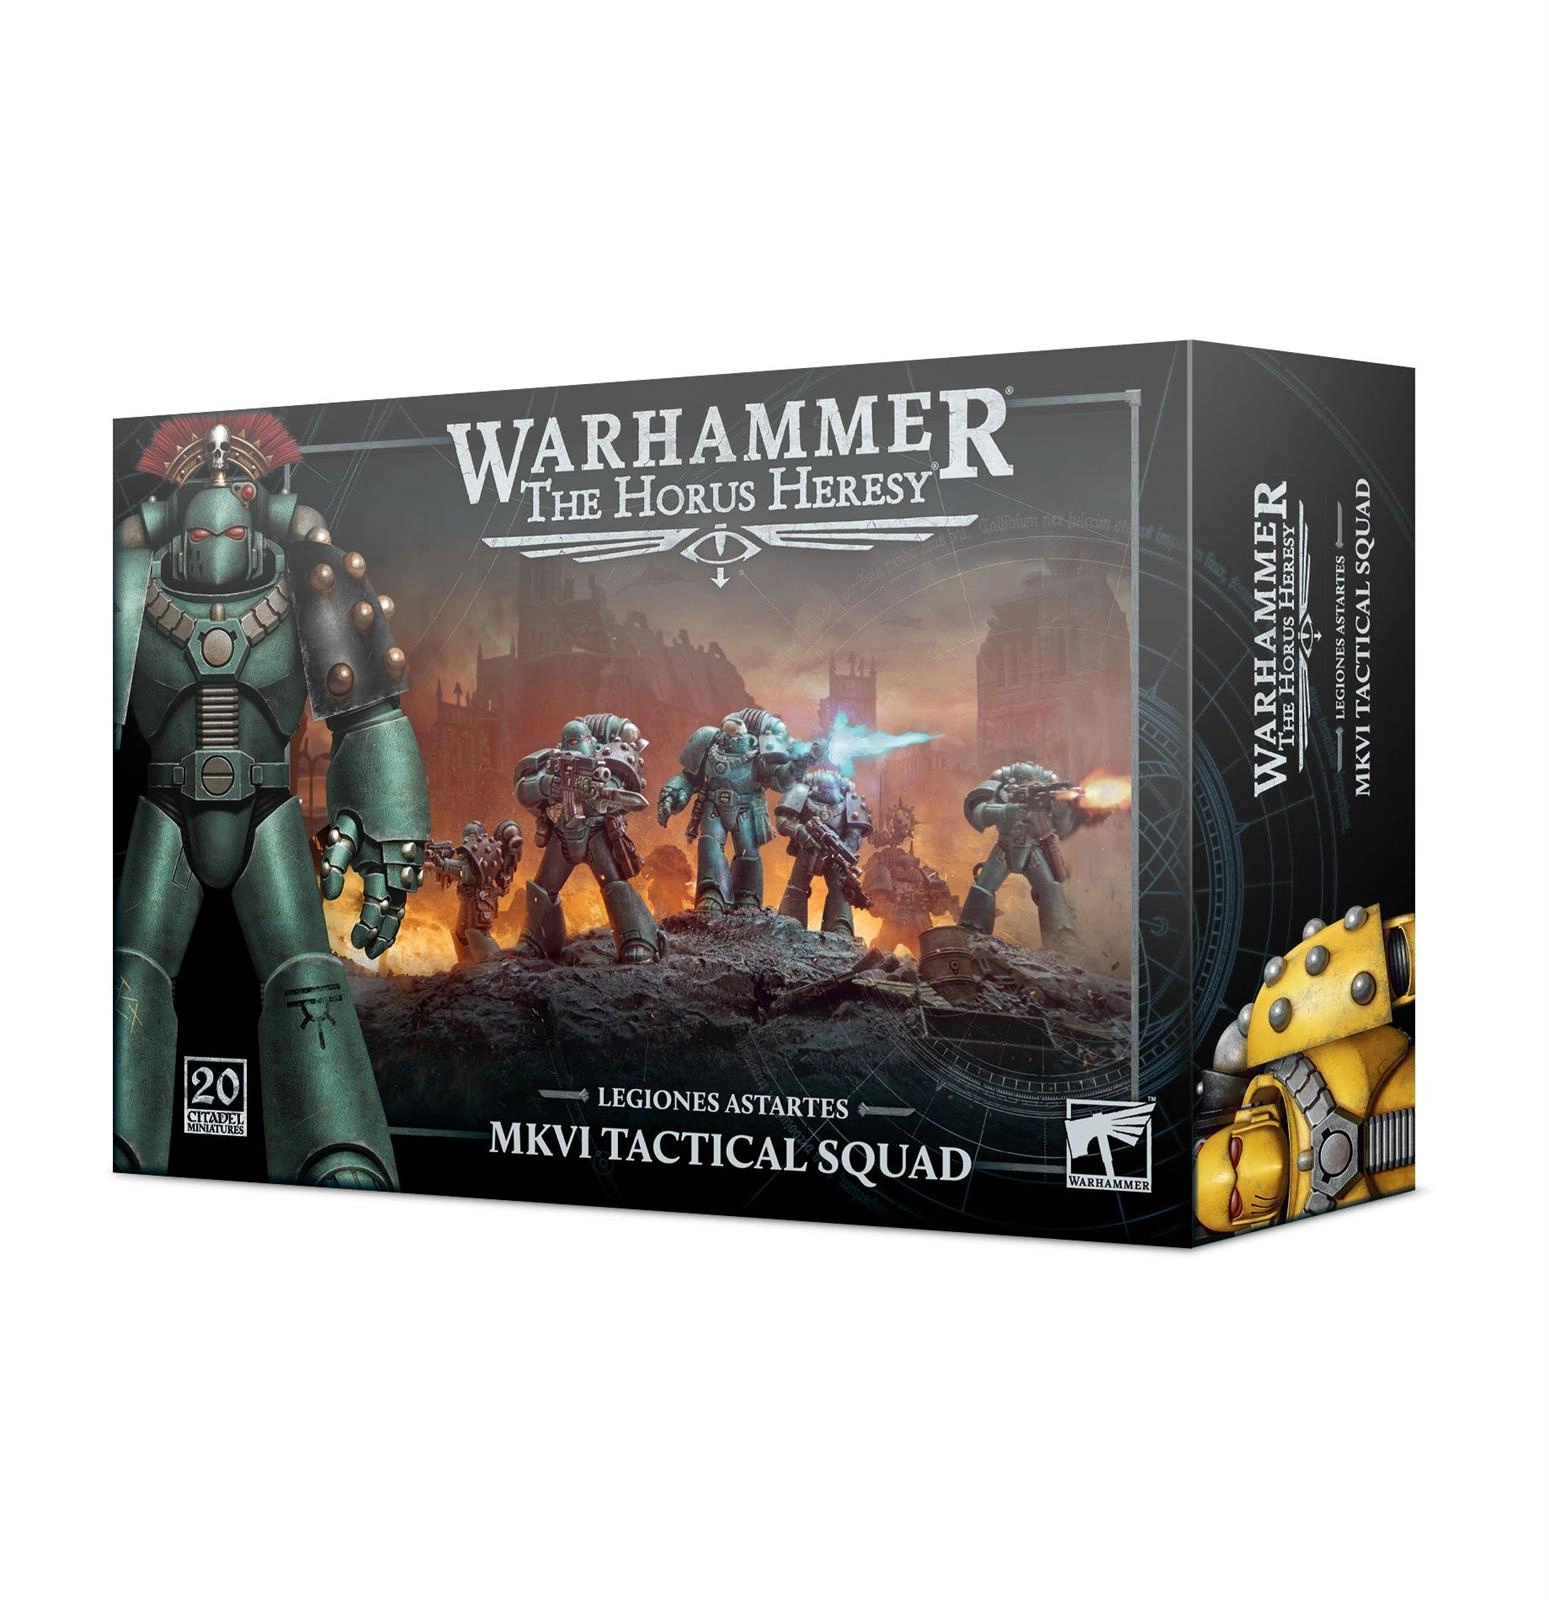 WARHAMMER®
THE HORUS HERESY®
20
CITADEL
MINIATURES
LEGIONES ASTARTES
MKVI TACTICAL SQUAD
WARHAMMER
™
WARHAMMER
THE HORUS HERESY
LEGIONES ASTARTES
MKVI TACTICAL SQUAD